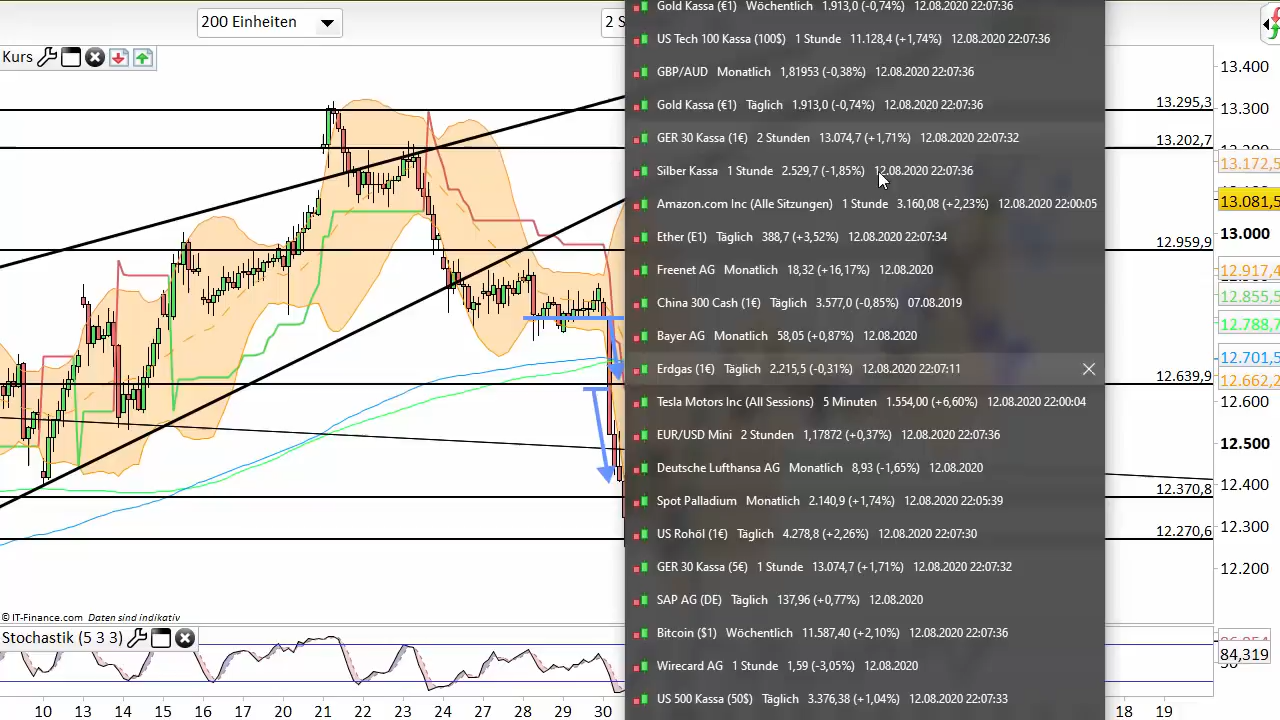 200 Einheiten
2 S
Kurs
Gold Kassa (€1) Wöchentlich 1.913,0 (-0,74%) 12.08.2020 22:07:36
US Tech 100 Kassa (100$) 1 Stunde 11.128,4 (+1,74%) 12.08.2020 22:07:36
GBP/AUD Monatlich 1,81953 (-0,38%) 12.08.2020 22:07:36
Gold Kassa (€1) Täglich 1.913,0 (-0,74%) 12.08.2020 22:07:36
GER 30 Kassa (1€) 2 Stunden 13.074,7 (+1,71%) 12.08.2020 22:07:32
Silber Kassa 1 Stunde 2.529,7 (-1,85%) 12.08.2020 22:07:36
Amazon.com Inc (Alle Sitzungen) 1 Stunde 3.160,08 (+2,23%) 12.08.2020 22:00:05
Ether (E1) Täglich 388,7 (+3,52%) 12.08.2020 22:07:34
Freenet AG Monatlich 18,32 (+16,17%) 12.08.2020
China 300 Cash (1€) Täglich 3.577,0 (-0,85%) 07.08.2019
Bayer AG Monatlich 58,05 (+0,87%) 12.08.2020
Erdgas (1€) Täglich 2.215,5 (-0,31%) 12.08.2020 22:07:11
Tesla Motors Inc (All Sessions) 5 Minuten 1.554,00 (+6,60%) 12.08.2020 22:00:04
EUR/USD Mini 2 Stunden 1,17872 (+0,37%) 12.08.2020 22:07:36
Deutsche Lufthansa AG Monatlich 8,93 (-1,65%) 12.08.2020
Spot Palladium Monatlich 2.140,9 (+1,74%) 12.08.2020 22:05:39
US Rohöl (1€) Täglich 4.278,8 (+2,26%) 12.08.2020 22:07:30
GER 30 Kassa (5€) 1 Stunde 13.074,7 (+1,71%) 12.08.2020 22:07:32
SAP AG (DE) Täglich 137,96 (+0,77%) 12.08.2020
Bitcoin ($1) Wöchentlich 11.587,40 (+2,10%) 12.08.2020 22:07:36
Wirecard AG 1 Stunde 1,59 (-3,05%) 12.08.2020
US 500 Kassa (50$) Täglich 3.376,38 (+1,04%) 12.08.2020 22:07:33
13.295,3
13.202,7
12.959,9
12.639,9
12.370,8
12.270,6
13.400
13.300
13.172,5
13.081,5
13.000
12.917,4
12.855,5
12.788,7
12.701,5
12.662,2
12.600
12.500
12.400
12.300
12.200
© IT-Finance.com Daten sind indikativ
Stochastik (5 3 3)
84,319
10 13 14 15 16 17 20 21 22 23 24 27 28 29 30 18 19